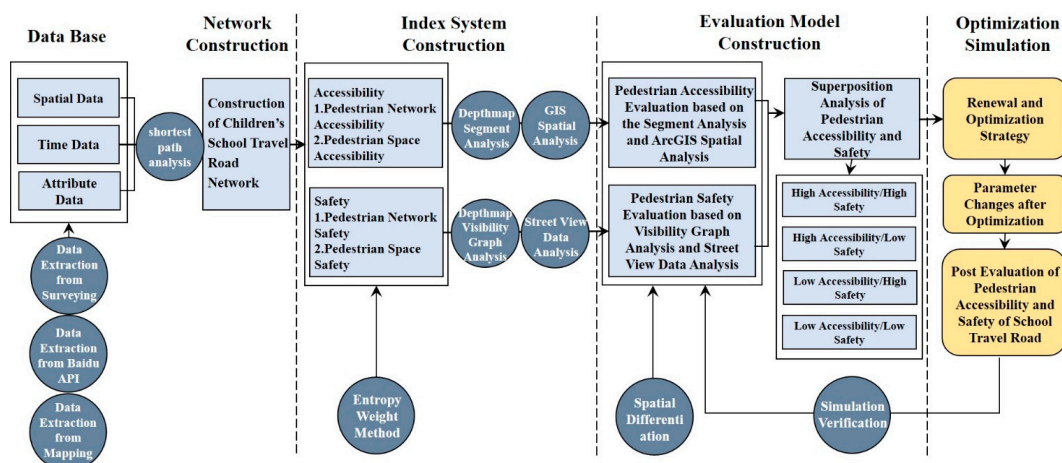 Data Base
Spatial Data
Time Data
Attribute Data
Data
Extraction
from
Surveying
Data
Extraction
from Baidu
API
Data
Extraction
from Mapping
shortest
path
analysis
Network
Construction
Construction
of Children's
School Travel
Road
Network
Index System
Construction
Accessibility
1.Pedestrian Network
Accessibility
2.Pedestrian Space
Accessibility
Safety
1.Pedestrian Network
Safety
2.Pedestrian Space
Safety
Entropy
Weight
Method
Depthmap
Segment
Analysis
GIS
Spatial
Analysis
Depthmap
Visibility
Graph
Analysis
Street View
Data
Analysis
Evaluation Model
Construction
Pedestrian Accessibility
Evaluation based on
the Segment Analysis
and ArcGIS Spatial
Analysis
Pedestrian Safety
Evaluation based on
Visibility Graph
Analysis and Street
View Data Analysis
Spatial
Differenti
ation
Superposition
Analysis of
Pedestrian
Accessibility and
Safety
High Accessibility/High
Safety
High Accessibility/Low
Safety
Low Accessibility/High
Safety
Low Accessibility/Low
Safety
Simulation
Verification
Optimization
Simulation
Renewal and
Optimization
Strategy
Parameter
Changes after
Optimization
Post Evaluation of
Pedestrian
Accessibility and
Safety of School
Travel Road